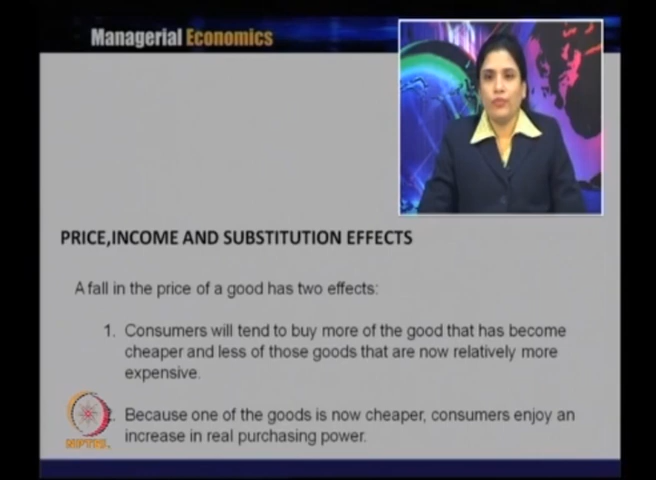 Managerial Economics
PRICE,INCOME AND SUBSTITUTION EFFECTS
A fall in the price of a good has two effects:
1. Consumers will tend to buy more of the good that has become
cheaper and less of those goods that are now relatively more
expensive.
Because one of the goods is now cheaper, consumers enjoy an
increase in real purchasing power.
NPTEL